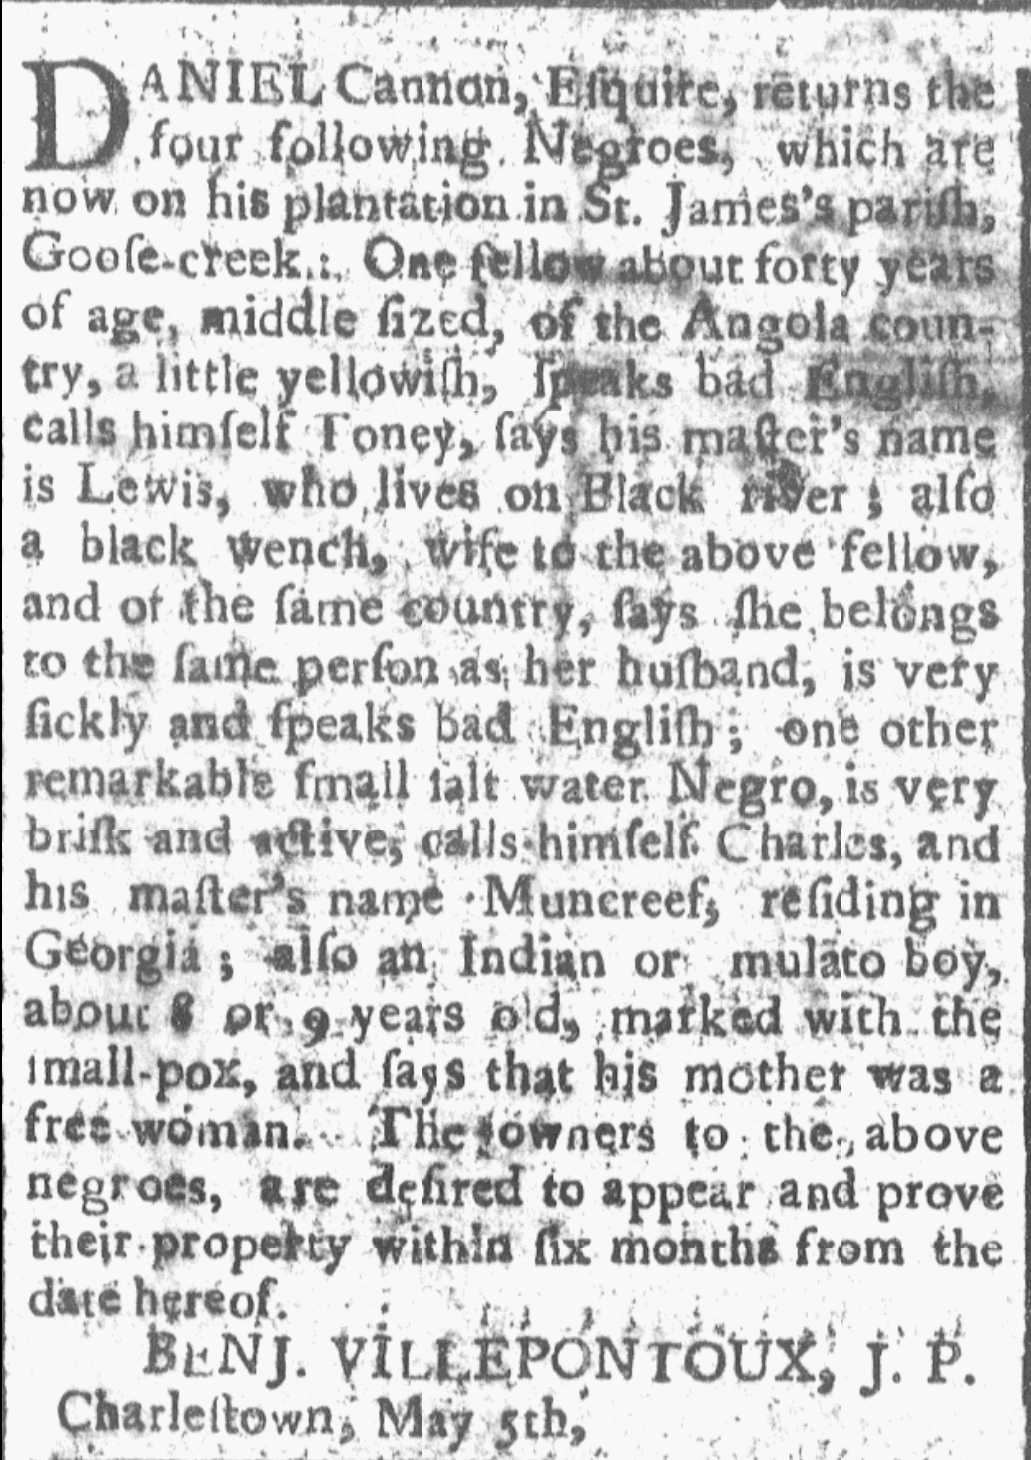 DANIEL Cannon, Eſquire, returns the
four following Negroes, which are
now on his plantation in St. James's pariſh,
Gooſe-creek: One fellow about forty years
of age, middle ſized, of the Angola coun-
try, a little yellowiſh, ſpeaks bad Engliſh,
calls himſelf Toney, ſays his maſter's name
is Lewis, who lives on Black river; alſo
a black wench, wife to the above fellow,
and of the ſame country, ſays ſhe belongs
to the ſame perſon as her huſband, is very
ſickly and ſpeaks bad Engliſh; one other
remarkable ſmall ſalt water Negro, is very
briſk and active, calls himſelf Charles, and
his maſter's name Muncreef, reſiding in
Georgia; alſo an Indian or mulato boy,
about 8 or 9 years old, marked with the
ſmall-pox, and ſays that his mother was a
free woman. The owners to the above
negroes, are deſired to appear and prove
their property within ſix months from the
date hereof.
BENJ. VILLEPONTOUX, J. P.
Charleſtown, May 5th,